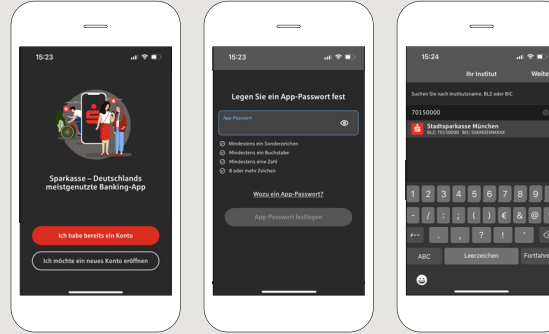 15:23
Sparkasse – Deutschlands
meistgenutzte Banking-App
Ich habe bereits ein Konto
Ich möchte ein neues Konto eröffnen
15:23
Legen Sie ein App-Passwort fest
App-Passwort
Mindestens ein Sonderzeichen
Mindestens ein Buchstabe
Mindestens eine Zahl
8 oder mehr Zeichen
Wozu ein App-Passwort?
App-Passwort festlegen
15:24
Ihr Institut
Weite
Suchen Sie nach Institutsname, BLZ oder BIC
70150000
Stadtsparkasse München
BLZ: 70150000 BIC: SSKMDEMMXXX
1 2 3 4 5 6 7 8 9
- / : ; ( ) € & @
#+= . , ? ! '
ABC Leerzeichen Fortfahre